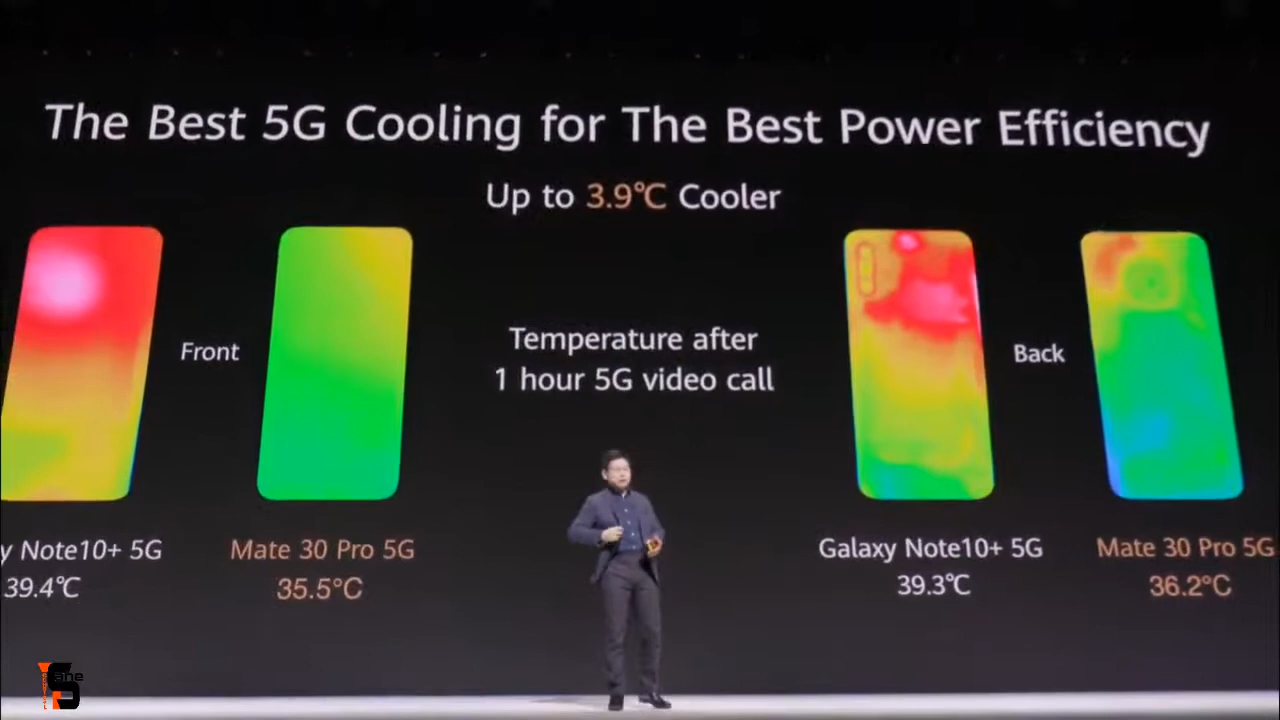 The Best 5G Cooling for The Best Power Efficiency
Up to 3.9℃ Cooler
Front
Temperature after
1 hour 5G video call
Back
y Note10+ 5G
39.4℃
Mate 30 Pro 5G
35.5°C
Galaxy Note10+ 5G
39.3℃
Mate 30 Pro 5G
36.2℃